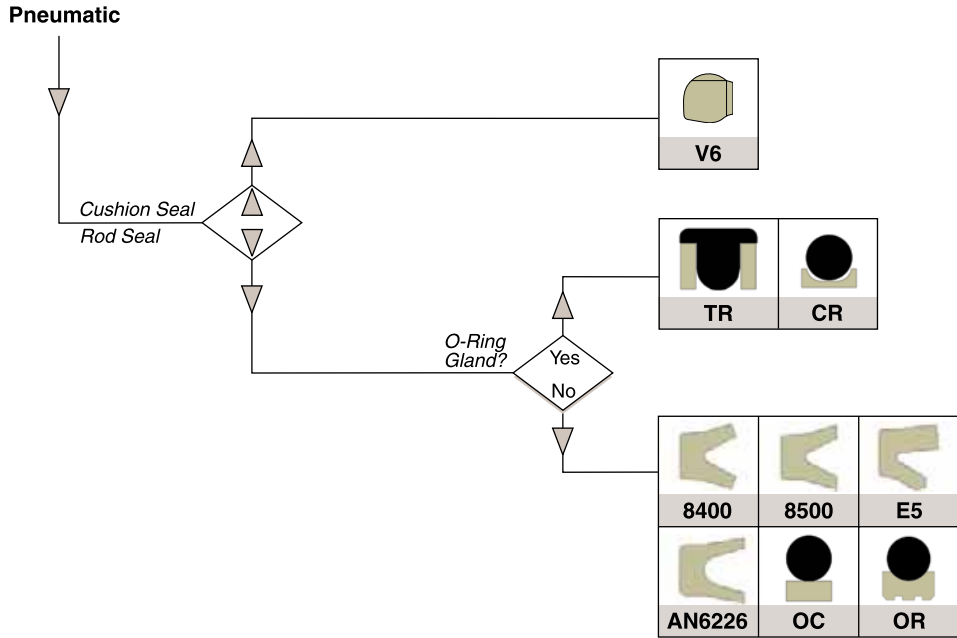 Pneumatic
V6
Cushion Seal
Rod Seal
TR CR
O-Ring
Gland?
Yes
No
8400 8500 E5
AN6226 OC OR